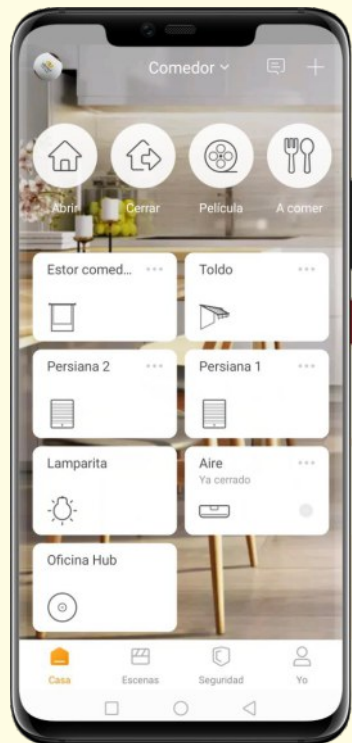 Comedor
Abrir Cerrar Película A comer
Estor comed... Toldo
Persiana 2 Persiana 1
Lamparita Aire
Ya cerrado
Oficina Hub
Casa Escenas Seguridad Yo